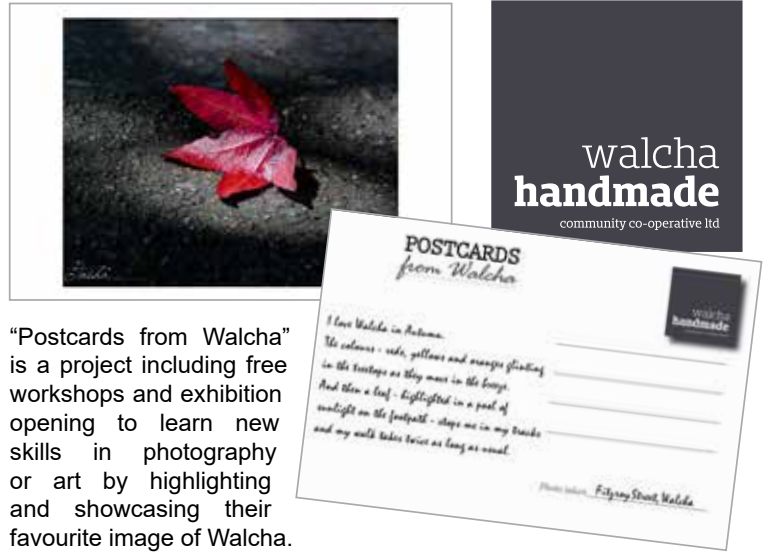 walcha
handmade
community co-operative ltd
POSTCARDS
from Walcha
walcha
handmade
I love Walcha in Autumn.
The colours - reds, yellows and oranges glinting
in the treetops as they move in the breeze.
And then a leaf - highlighted in a pool of
sunlight on the footpath - stops me in my tracks
and my walk takes twice as long as usual.
Fitzroy Street, Walcha
“Postcards from Walcha”
is a project including free
workshops and exhibition
opening to learn new
skills in photography
or art by highlighting
and showcasing their
favourite image of Walcha.